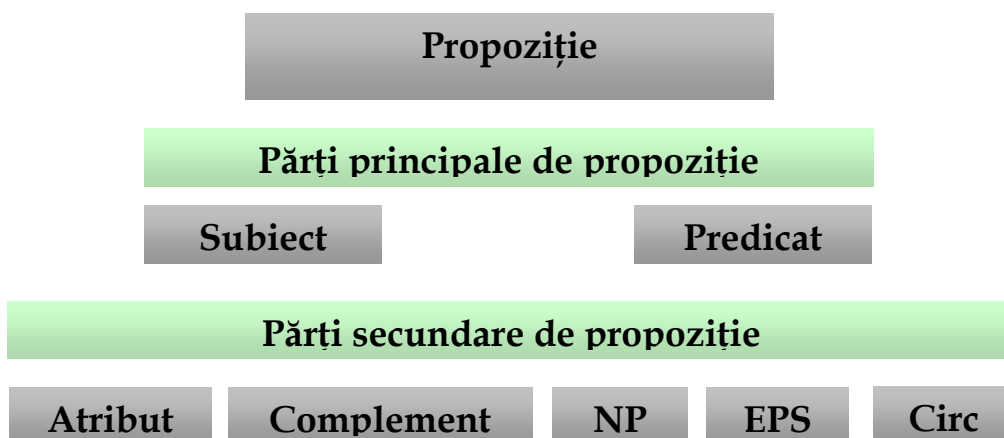 Propoziție
Părți principale de propoziție
Subiect Predicat
Părți secundare de propoziție
Atribut Complement NP EPS Circ